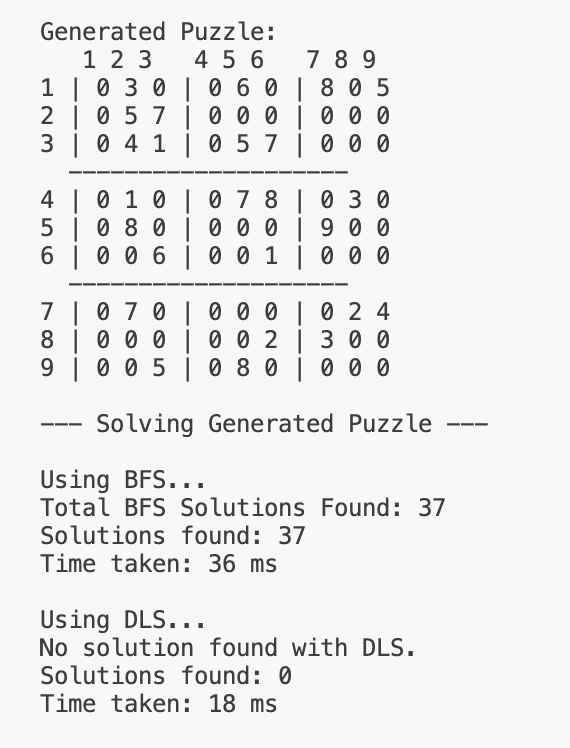 Generated Puzzle:
1 2 3 4 5 6 7 8 9
1 | 0 3 0 | 0 6 0 | 8 0 5
2 | 0 5 7 | 0 0 0 | 0 0 0
3 | 0 4 1 | 0 5 7 | 0 0 0
--------------------
4 | 0 1 0 | 0 7 8 | 0 3 0
5 | 0 8 0 | 0 0 0 | 9 0 0
6 | 0 0 6 | 0 0 1 | 0 0 0
--------------------
7 | 0 7 0 | 0 0 0 | 0 2 4
8 | 0 0 0 | 0 0 2 | 3 0 0
9 | 0 0 5 | 0 8 0 | 0 0 0
--- Solving Generated Puzzle ---
Using BFS...
Total BFS Solutions Found: 37
Solutions found: 37
Time taken: 36 ms
Using DLS...
No solution found with DLS.
Solutions found: 0
Time taken: 18 ms